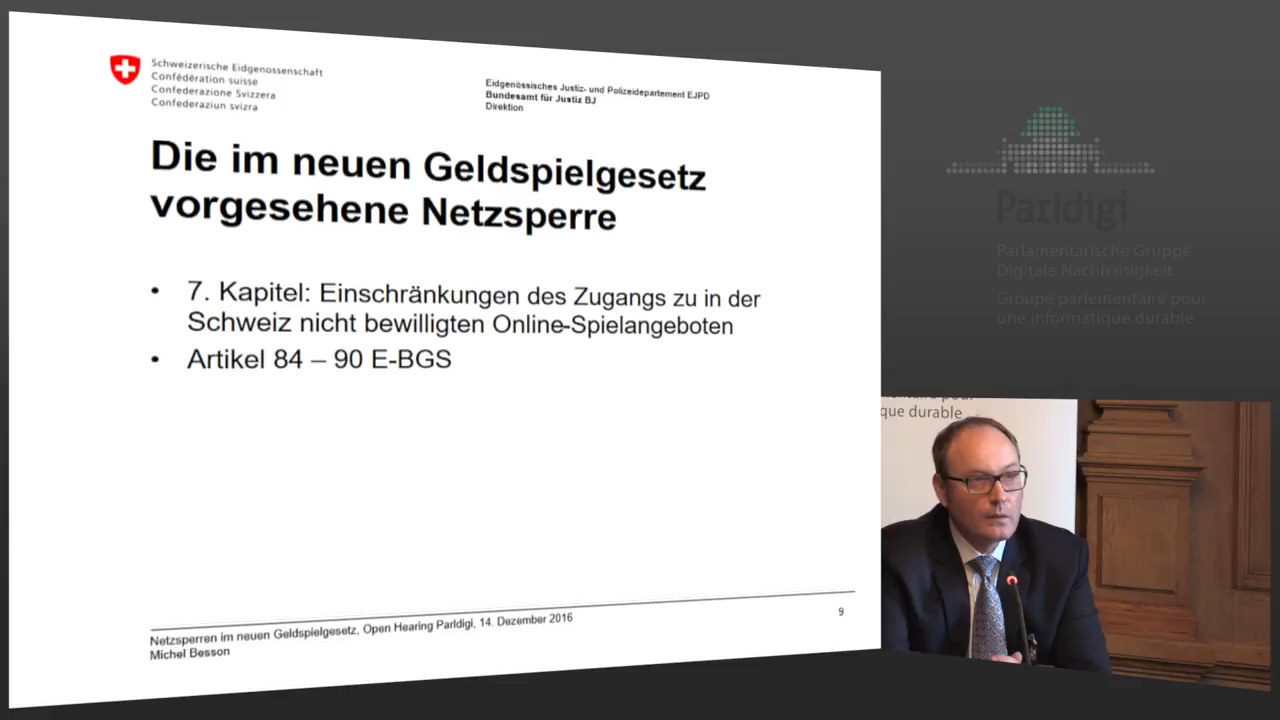 Schweizerische Eidgenossenschaft
Confédération suisse
Confederazione Svizzera
Confederaziun svizra
Eidgenössisches Justiz- und Polizeidepartement EJPD
Bundesamt für Justiz BJ
Direktion
Die im neuen Geldspielgesetz
vorgesehene Netzsperre
• 7. Kapitel: Einschränkungen des Zugangs zu in der
Schweiz nicht bewilligten Online-Spielangeboten
• Artikel 84 – 90 E-BGS
Netzsperren im neuen Geldspielgesetz, Open Hearing Parldigi, 14. Dezember 2016
Michel Besson
9
Parldigi
Parlamentarische Gruppe
Digitale Nachhaltigkeit
Groupe parlementaire pour
une informatique durable
que durable